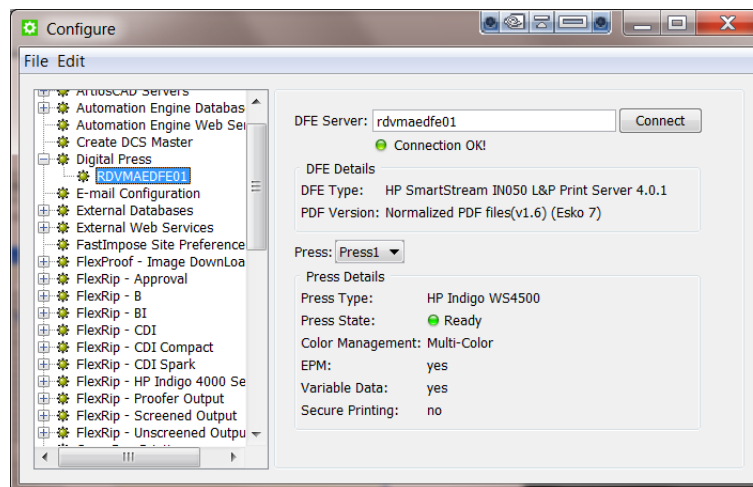 Configure
File Edit
ArtiosCAD Servers
Automation Engine Databas
Automation Engine Web Ser
Create DCS Master
Digital Press
RDVMAEDFE01
E-mail Configuration
External Databases
External Web Services
FastImpose Site Preference
FlexProof - Image DownLoa
FlexRip - Approval
FlexRip - B
FlexRip - BI
FlexRip - CDI
FlexRip - CDI Compact
FlexRip - CDI Spark
FlexRip - HP Indigo 4000 Se
FlexRip - Proofer Output
FlexRip - Screened Output
FlexRip - Unscreened Outpu
DFE Server: rdvmaedfe01 Connect
Connection OK!
DFE Details
DFE Type: HP SmartStream IN050 L&P Print Server 4.0.1
PDF Version: Normalized PDF files(v1.6) (Esko 7)
Press: Press1
Press Details
Press Type: HP Indigo WS4500
Press State: Ready
Color Management: Multi-Color
EPM: yes
Variable Data: yes
Secure Printing: no